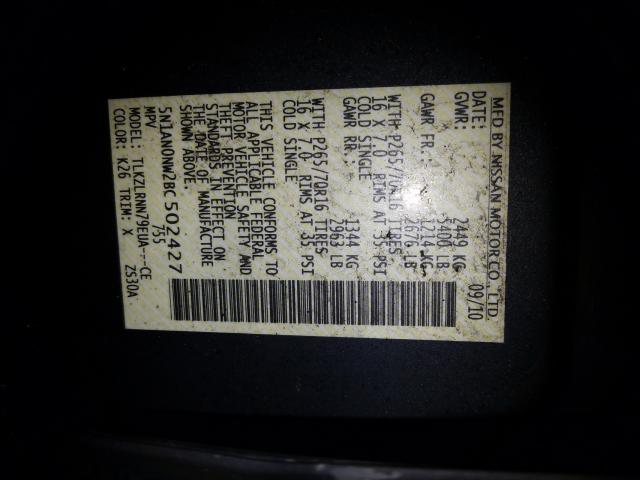 MFD BY NISSAN MOTOR CO., LTD.
DATE: 09/10
GVWR: 2449 KG
5400 LB
GAWR FR.: 1214 KG
2676 LB
WITH P265/70R16 TIRES
16 X 7.0 RIMS AT 35 PSI
COLD SINGLE
GAWR RR.: 1344 KG
2963 LB
WITH P265/70R16 TIRES
16 X 7.0 RIMS AT 35 PSI
COLD SINGLE
THIS VEHICLE CONFORMS TO
ALL APPLICABLE FEDERAL
MOTOR VEHICLE SAFETY AND
THEFT PREVENTION
STANDARDS IN EFFECT ON
THE DATE OF MANUFACTURE
SHOWN ABOVE.
5N1AN0NW2BC 502427
MPV 755
MODEL: TLKZLRNN79EUA---CE
COLOR: K26 TRIM: X ZS30A